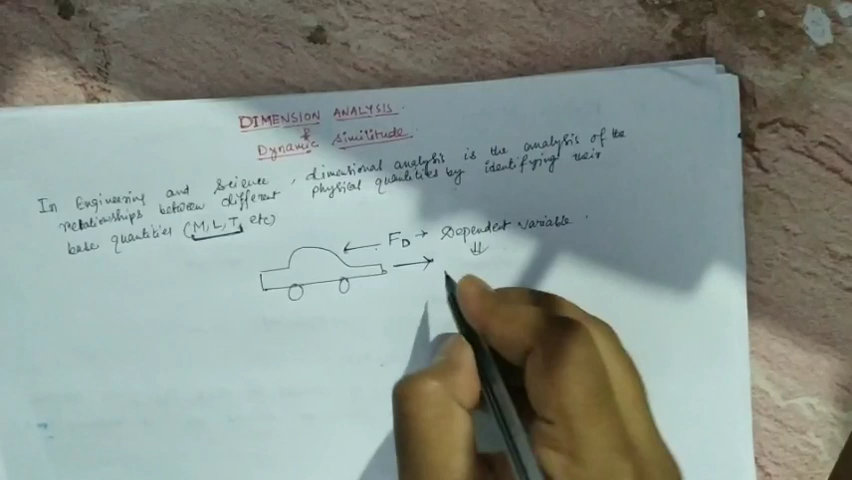 DIMENSION ANALYSIS
&
Dynamic Similitude
In Engineering and Science, dimensional analysis is the analysis of the
relationships between different physical quantities by identifying their
base quantities (M, L, T, etc)
F_D → Dependent variable